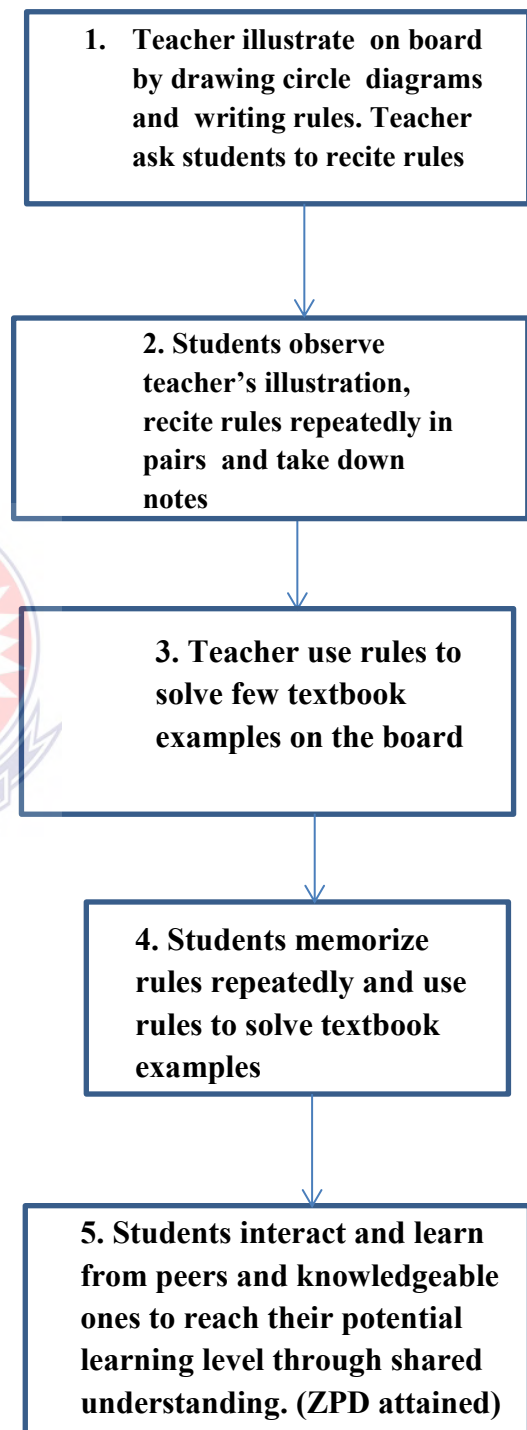 1. Teacher illustrate on board
by drawing circle diagrams
and writing rules. Teacher
ask students to recite rules
2. Students observe
teacher’s illustration,
recite rules repeatedly in
pairs and take down
notes
3. Teacher use rules to
solve few textbook
examples on the board
4. Students memorize
rules repeatedly and use
rules to solve textbook
examples
5. Students interact and learn
from peers and knowledgeable
ones to reach their potential
learning level through shared
understanding. (ZPD attained)